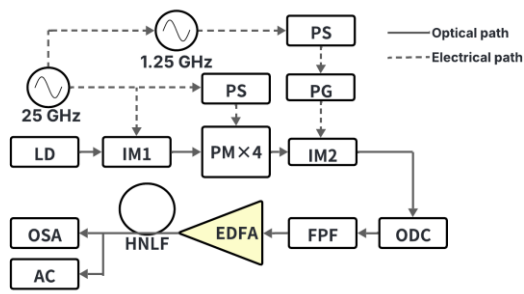 PS
Optical path
1.25 GHz
Electrical path
PS
PG
25 GHz
LD
IM1
PM×4
IM2
OSA
HNLF
EDFA
FPF
ODC
AC